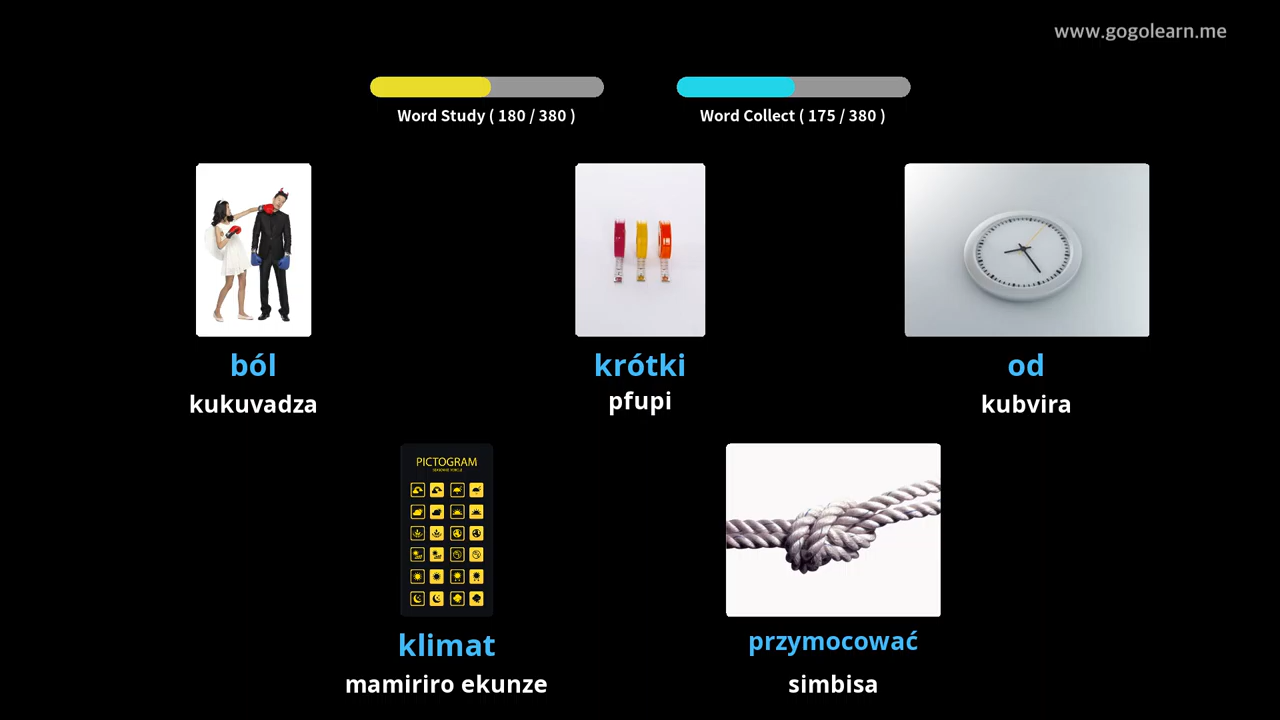 www.gogolearn.me
Word Study ( 180 / 380 )
Word Collect ( 175 / 380 )
ból
kukuvadza
krótki
pfupi
od
kubvira
PICTOGRAM
klimat
mamiriro ekunze
przymocować
simbisa